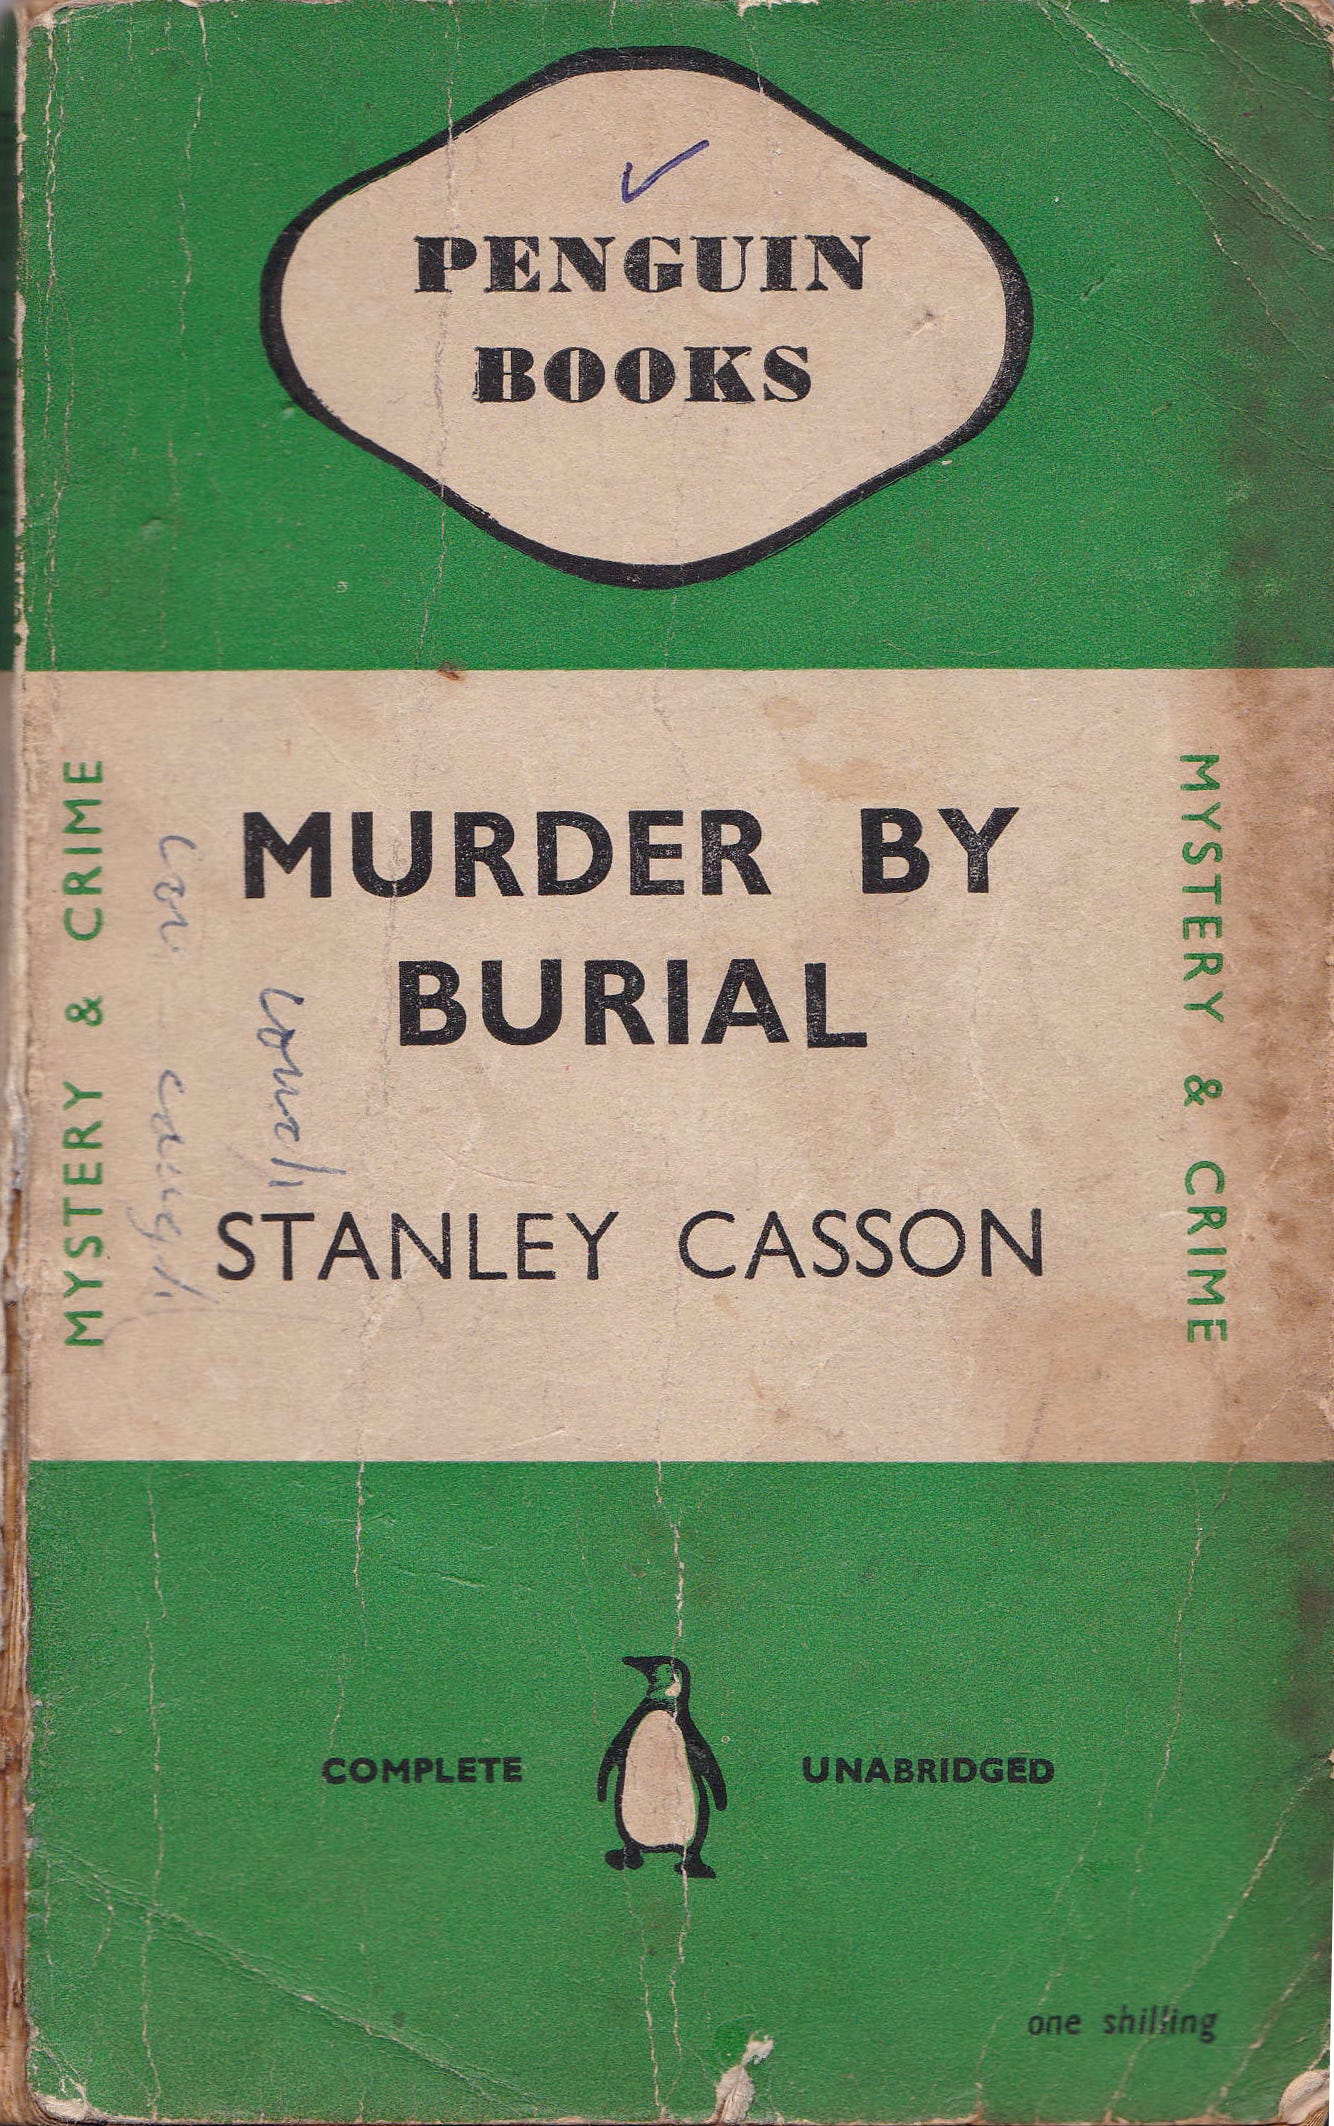 PENGUIN
BOOKS
MYSTERY & CRIME
MURDER BY
BURIAL
STANLEY CASSON
MYSTERY & CRIME
COMPLETE
UNABRIDGED
one shilling